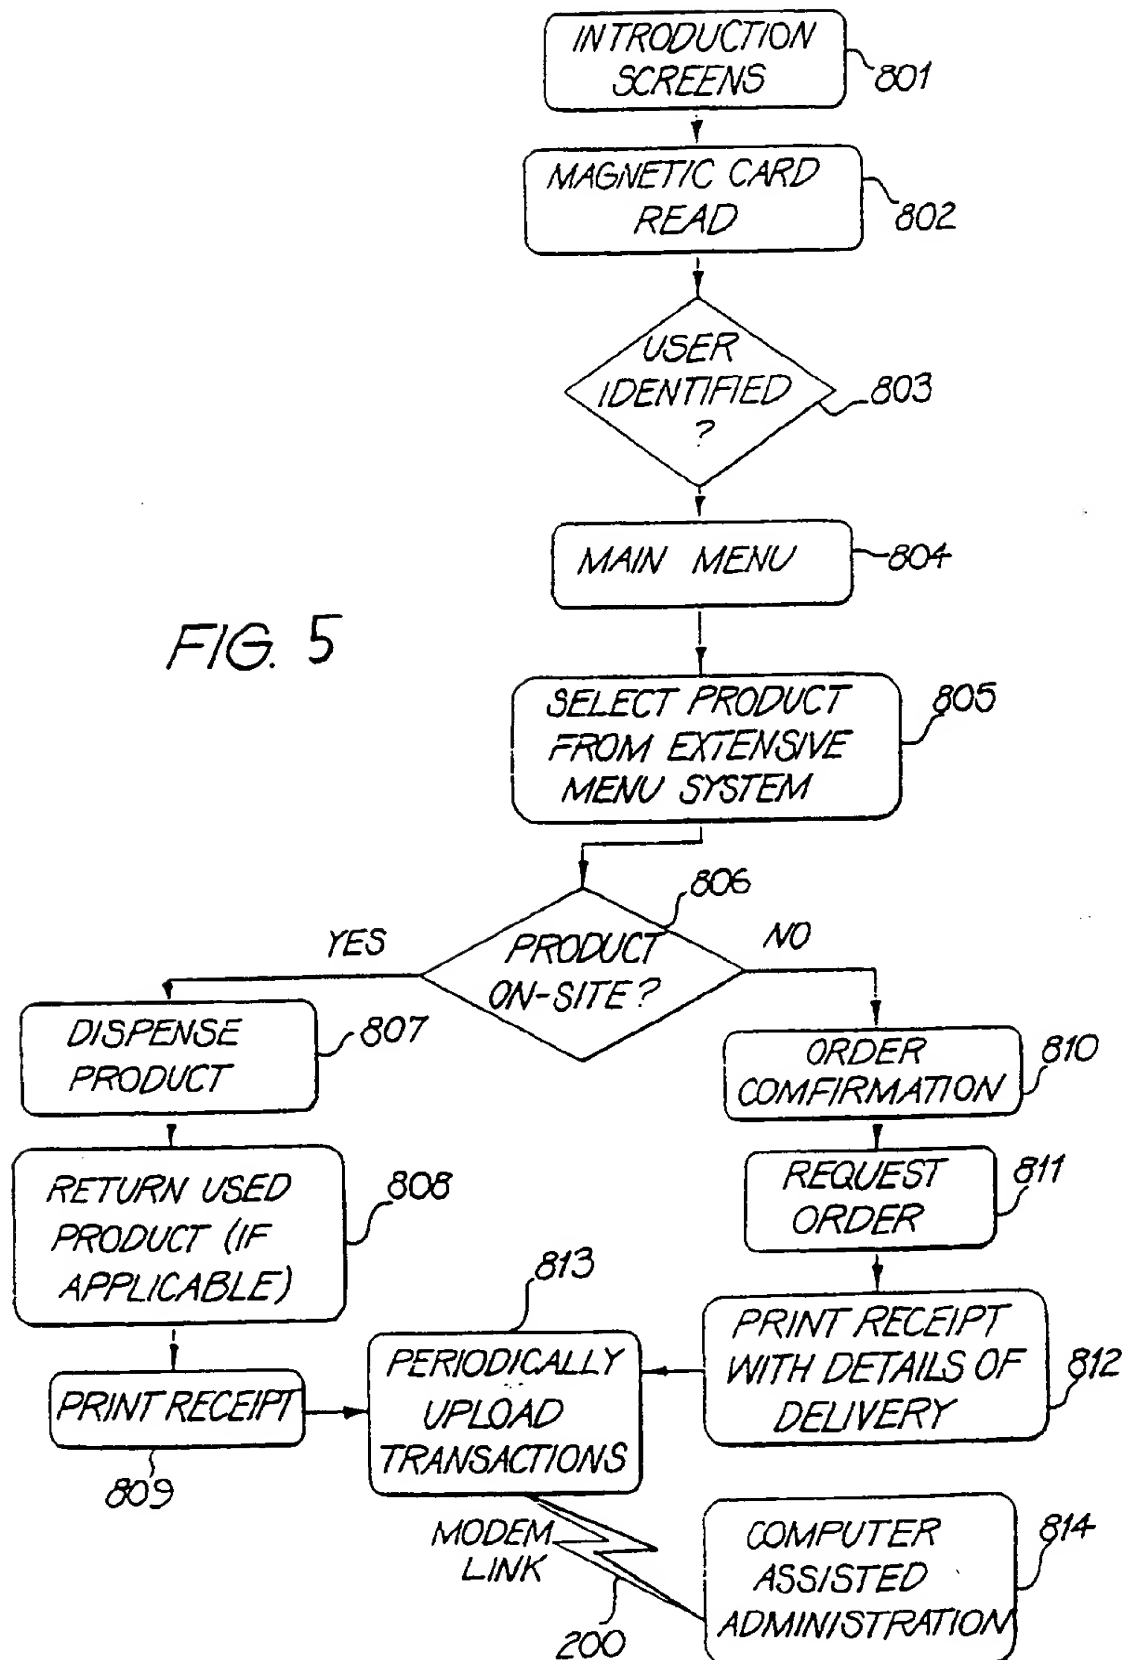 INTRODUCTION
SCREENS
801
MAGNETIC CARD
READ
802
USER
IDENTIFIED
?
803
MAIN MENU
804
FIG. 5
SELECT PRODUCT
FROM EXTENSIVE
MENU SYSTEM
805
806
YES
PRODUCT
ON-SITE?
NO
DISPENSE
PRODUCT
807
ORDER
COMFIRMATION
810
RETURN USED
PRODUCT (IF
APPLICABLE)
808
REQUEST
ORDER
811
813
PRINT RECEIPT
WITH DETAILS OF
DELIVERY
812
PRINT RECEIPT
809
PERIODICALLY
UPLOAD
TRANSACTIONS
MODEM
LINK
200
COMPUTER
ASSISTED
ADMINISTRATION
814